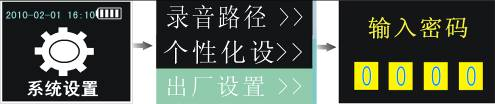 2010-02-01 16:10
系统设置
录音路径 >>
个性化设 >>
出厂设置 >>
输入密码
0 0 0 0